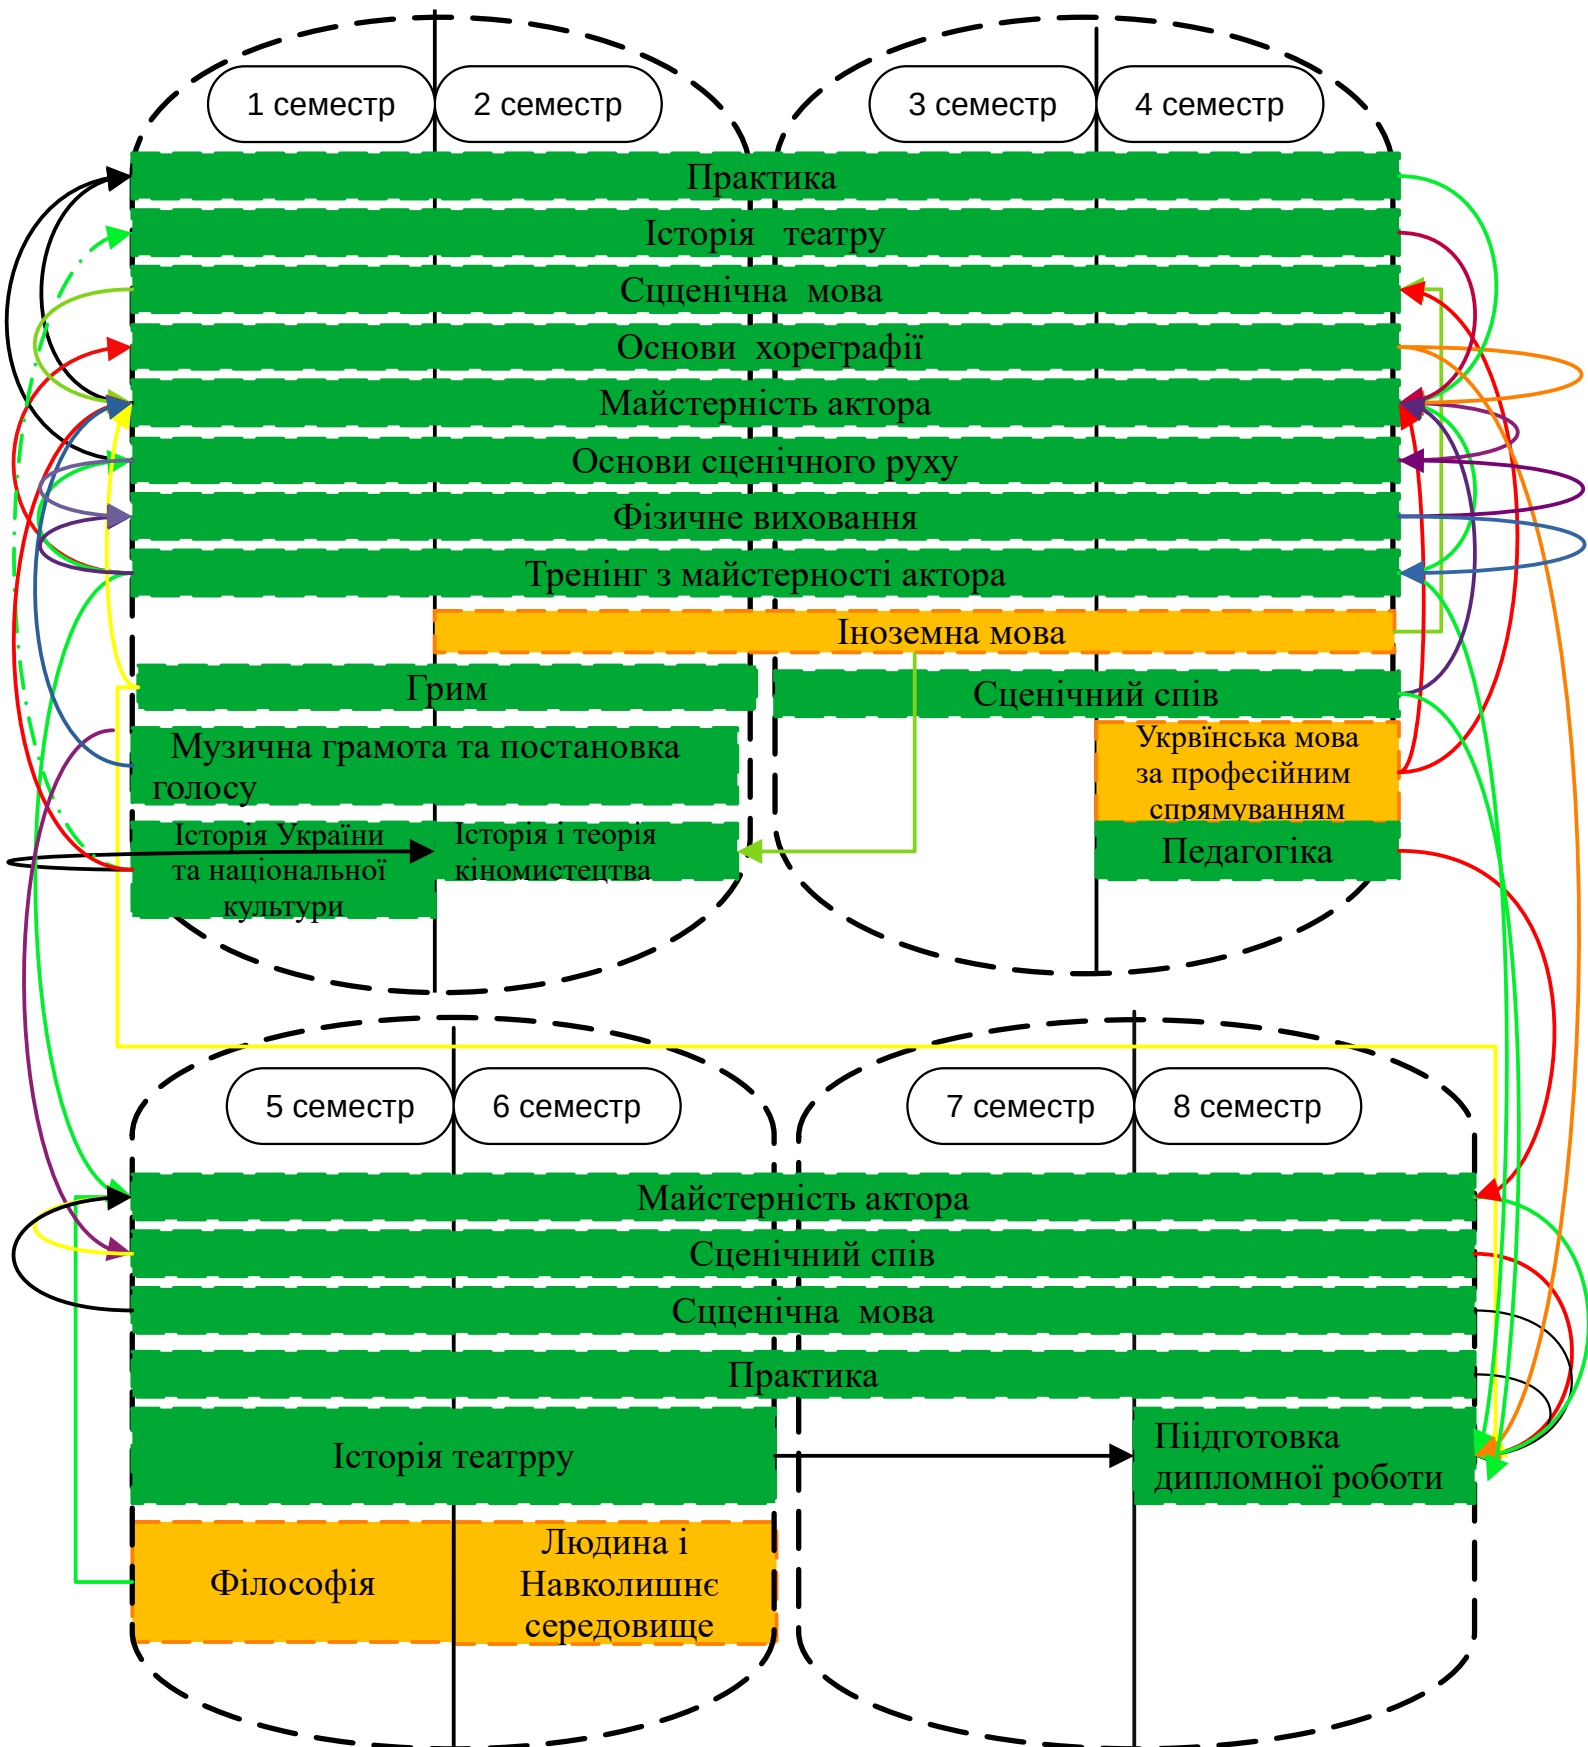 1 семестр
2 семестр
3 семестр
4 семестр
Практика
Історія театру
Сцценічна мова
Основи хореграфії
Майстерність актора
Основи сценічного руху
Фізичне виховання
Тренінг з майстерності актора
Іноземна мова
Грим
Сценічний спів
Музична грамота та постановка
голосу
Укрвїнська мова
за професійним
спрямуванням
Історія України
та національної
культури
Історія і теорія
кіномистецтва
Педагогіка
5 семестр
6 семестр
7 семестр
8 семестр
Майстерність актора
Сценічний спів
Сцценічна мова
Практика
Історія театрру
Піідготовка
дипломної роботи
Філософія
Людина і
Навколишнє
середовище